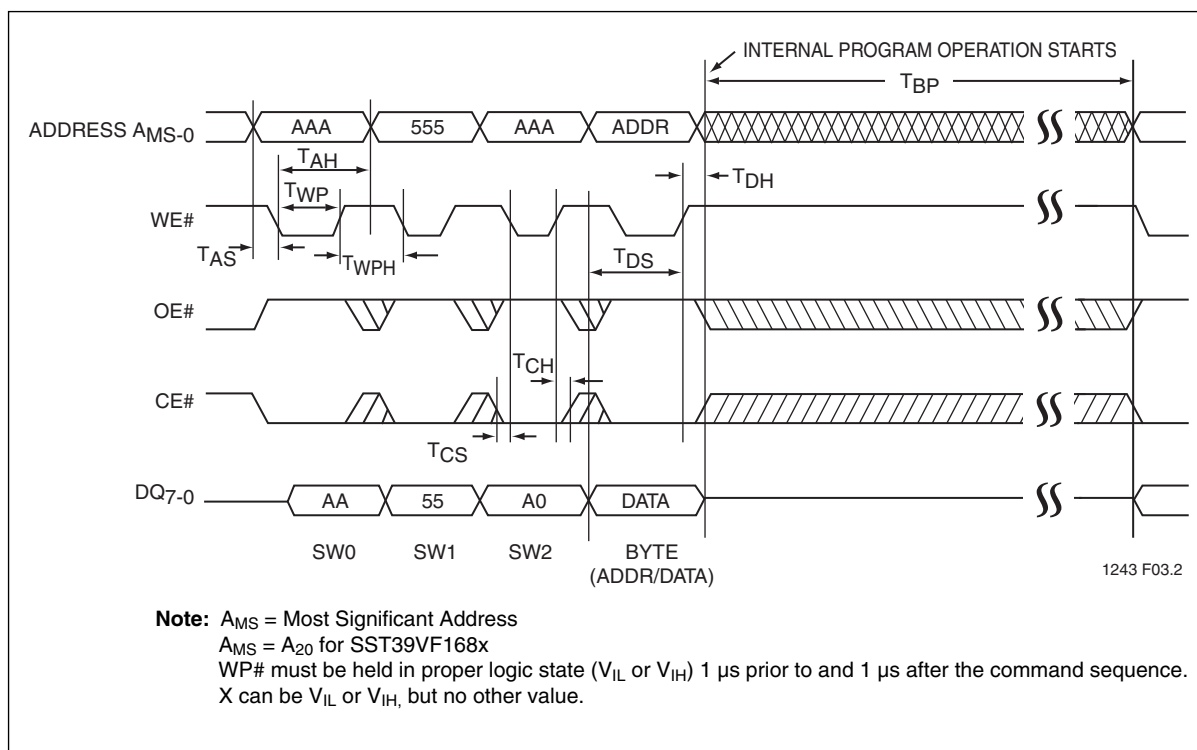 INTERNAL PROGRAM OPERATION STARTS
TBP
ADDRESS AMS-0
AAA
555
AAA
ADDR
TAH
TDH
TWP
WE#
TAS
TWPH
TDS
OE#
TCH
CE#
TCS
DQ7-0
AA
55
A0
DATA
SW0
SW1
SW2
BYTE
(ADDR/DATA)
1243 F03.2
Note: AMS = Most Significant Address
AMS = A20 for SST39VF168x
WP# must be held in proper logic state (VIL or VIH) 1 µs prior to and 1 µs after the command sequence.
X can be VIL or VIH, but no other value.